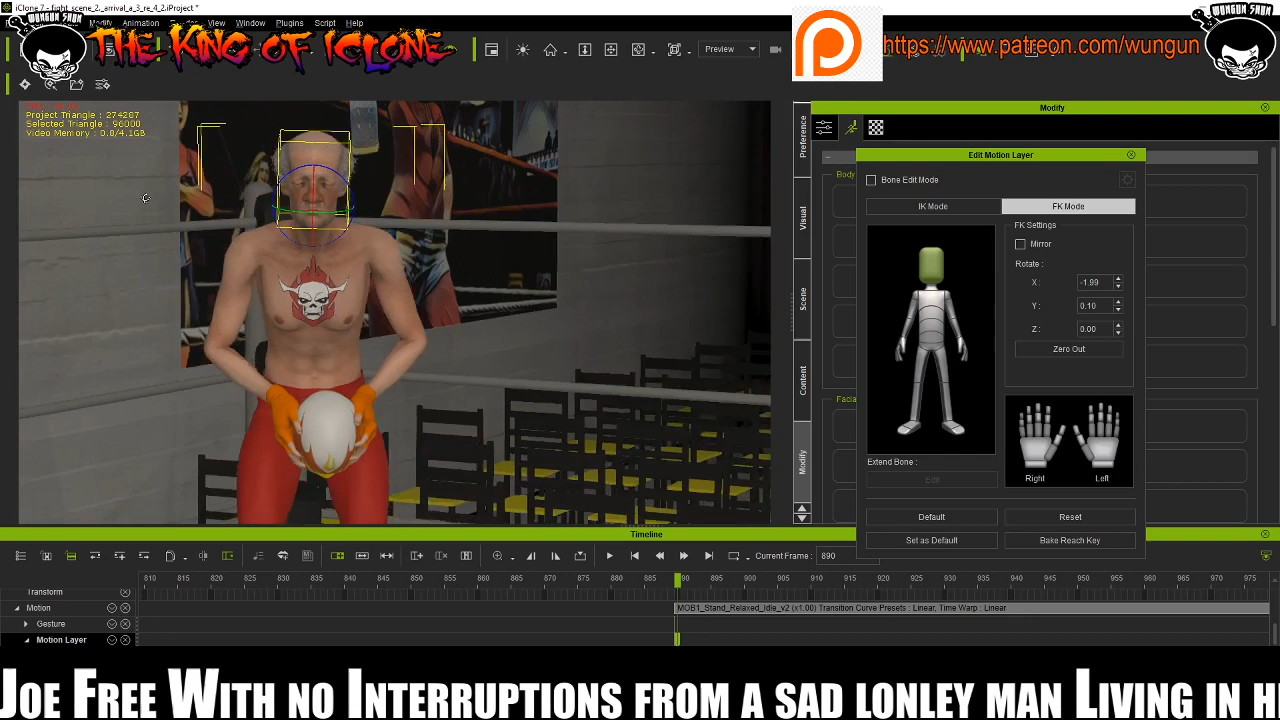 iClone 7 - fight_scene_2._arrival_a_3_re_4_2.iProject *
Modify Animation View Window Plugins Script Help
WUNGUN SHUN
THE KING OF ICLONE
Preview
https://www.patreon.com/wungun
WUNGUN SHUN
Project Triangle : 274287
Selected Triangle : 96000
Video Memory : 0.0/4.1GB
Preference
Visual
Scene
Content
Modify
Modify
Body
Facia
Edit Motion Layer
Bone Edit Mode
IK Mode
FK Mode
FK Settings
Mirror
Rotate :
X : -1.99
Y : 0.10
Z : 0.00
Zero Out
Right Left
Extend Bone :
Edit
Default
Reset
Set as Default
Bake Reach Key
Timeline
Current Frame : 890
810 815 820 825 830 835 840 845 850 855 860 865 870 875 880 885 890 895 900 905 910 915 920 925 930 935 940 945 950 955 960 965 970 975
Transform
Motion
MOB1_Stand_Relaxed_Idle_v2 (x1.00) Transition Curve Presets : Linear, Time Warp : Linear
Gesture
Motion Layer
JOE FREE WITH NO INTERRUPTIONS FROM A SAD LONLEY MAN LIVING IN H